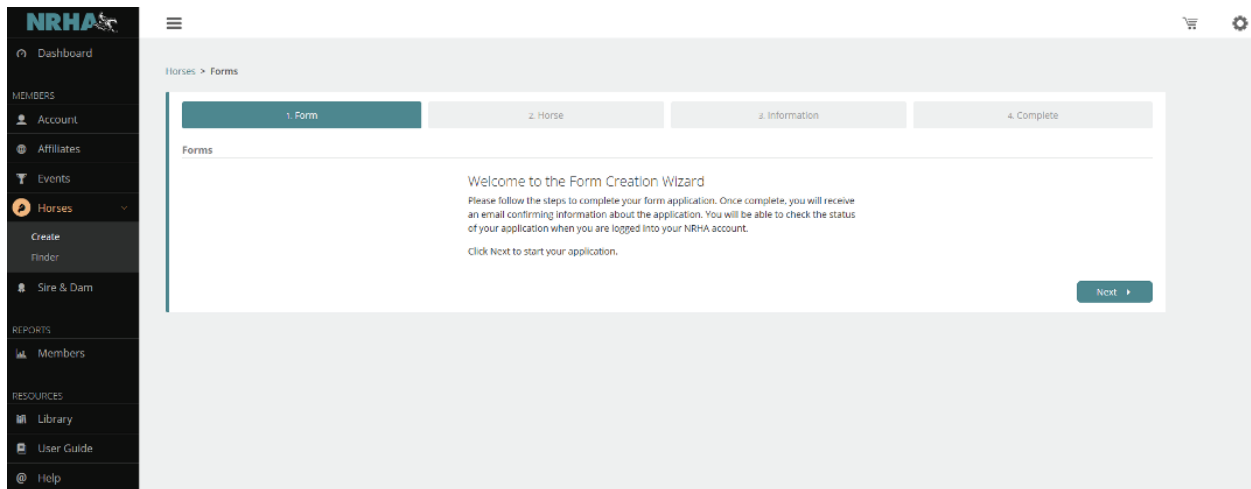 NRHA
Dashboard
MEMBERS
Account
Affiliates
Events
Horses
Create
Finder
Sire & Dam
REPORTS
Members
RESOURCES
Library
User Guide
@ Help
Horses > Forms
1. Form
2. Horse
3. Information
4. Complete
Forms
Welcome to the Form Creation Wizard
Please follow the steps to complete your form application. Once complete, you will receive
an email confirming information about the application. You will be able to check the status
of your application when you are logged into your NRHA account.
Click Next to start your application.
Next